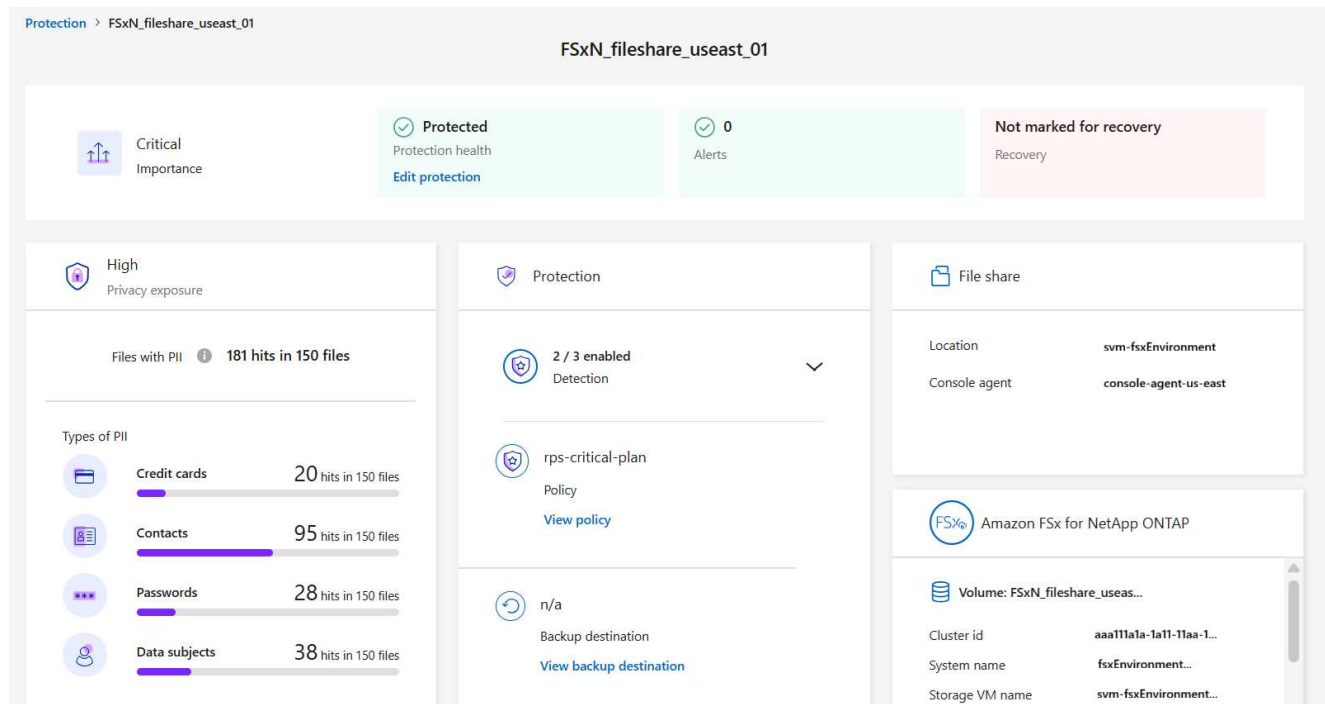 Protection > FSxN_fileshare_useast_01
FSxN_fileshare_useast_01
Critical
Importance
Protected
Protection health
Edit protection
0
Alerts
Not marked for recovery
Recovery
High
Privacy exposure
Files with PII i 181 hits in 150 files
Types of PII
Credit cards 20 hits in 150 files
Contacts 95 hits in 150 files
Passwords 28 hits in 150 files
Data subjects 38 hits in 150 files
Protection
2 / 3 enabled
Detection
rps-critical-plan
Policy
View policy
n/a
Backup destination
View backup destination
File share
Location svm-fsxEnvironment
Console agent console-agent-us-east
FSx Amazon FSx for NetApp ONTAP
Volume: FSxN_fileshare_useas...
Cluster id aaa111a1a-1a11-11aa-1...
System name fsxEnvironment...
Storage VM name svm-fsxEnvironment...